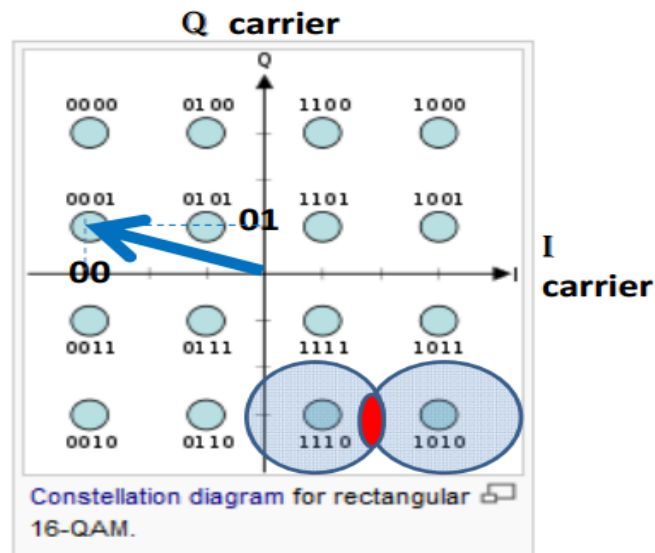 Q carrier
Q
0000 0100 1100 1000
0001 0101 1101 1001
01
I
00
I
carrier
0011 0111 1111 1011
0010 0110 1110 1010
Constellation diagram for rectangular
16-QAM.